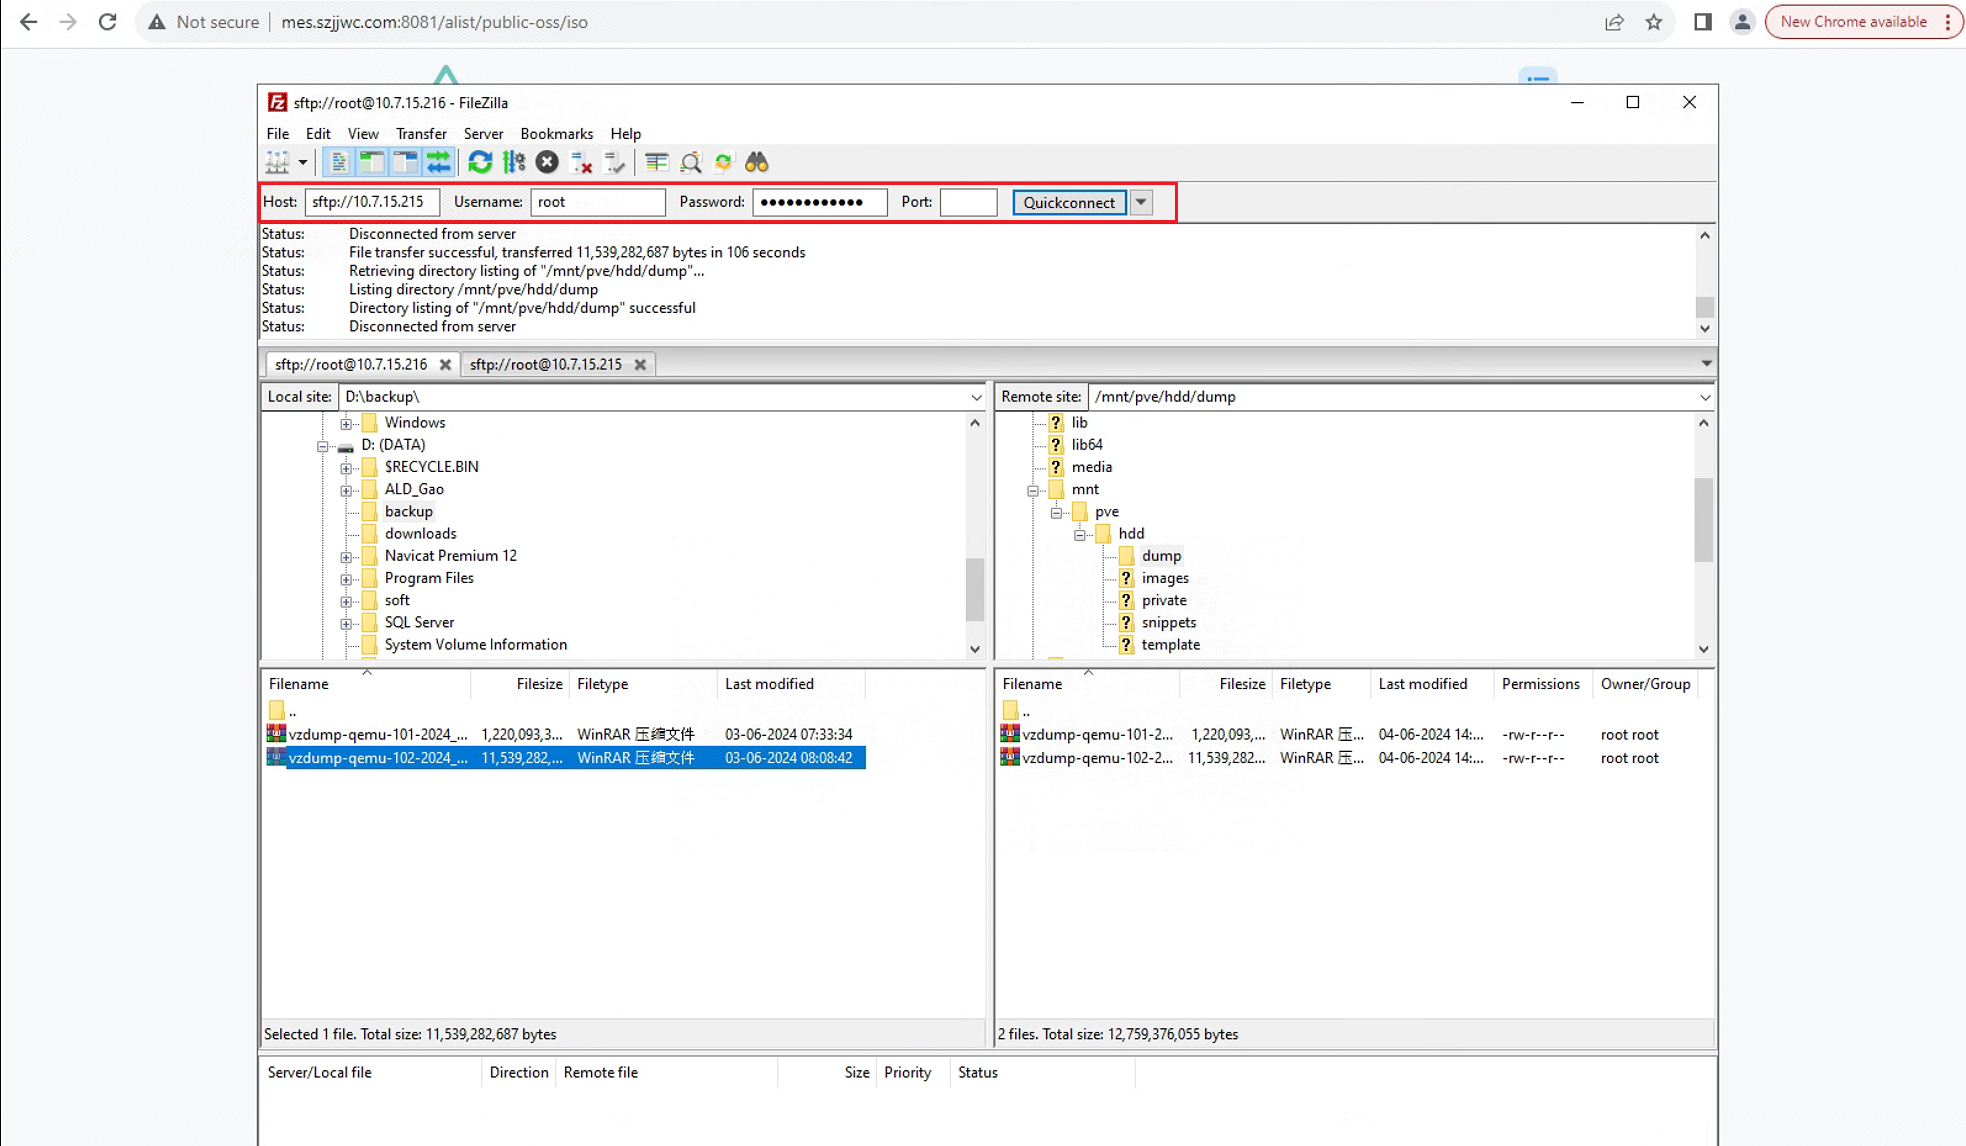 Not secure mes.szjjwc.com:8081/alist/public-oss/iso New Chrome available
sftp://root@10.7.15.216 - FileZilla
File Edit View Transfer Server Bookmarks Help
Host: sftp://10.7.15.215 Username: root Password: ●●●●●●●●●●●● Port: Quickconnect
Status: Disconnected from server
Status: File transfer successful, transferred 11,539,282,687 bytes in 106 seconds
Status: Retrieving directory listing of "/mnt/pve/hdd/dump"...
Status: Listing directory /mnt/pve/hdd/dump
Status: Directory listing of "/mnt/pve/hdd/dump" successful
Status: Disconnected from server
sftp://root@10.7.15.216 sftp://root@10.7.15.215
Local site: D:\backup\
Windows
D: (DATA)
$RECYCLE.BIN
ALD_Gao
backup
downloads
Navicat Premium 12
Program Files
soft
SQL Server
System Volume Information
Remote site: /mnt/pve/hdd/dump
lib
lib64
media
mnt
pve
hdd
dump
images
private
snippets
template
Filename Filesize Filetype Last modified
..
vzdump-qemu-101-2024_... 1,220,093,3... WinRAR 压缩文件 03-06-2024 07:33:34
vzdump-qemu-102-2024_... 11,539,282,... WinRAR 压缩文件 03-06-2024 08:08:42
Selected 1 file. Total size: 11,539,282,687 bytes
Filename Filesize Filetype Last modified Permissions Owner/Group
..
vzdump-qemu-101-2... 1,220,093,... WinRAR 压... 04-06-2024 14:... -rw-r--r-- root root
vzdump-qemu-102-2... 11,539,282... WinRAR 压... 04-06-2024 14:... -rw-r--r-- root root
2 files. Total size: 12,759,376,055 bytes
Server/Local file Direction Remote file Size Priority Status